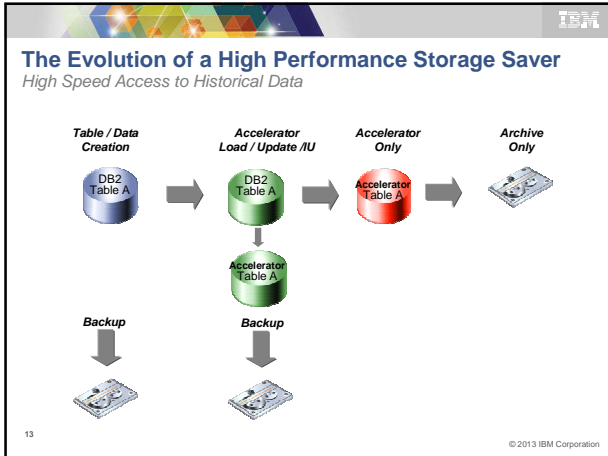 IBM
The Evolution of a High Performance Storage Saver
High Speed Access to Historical Data
Table / Data
Creation
Accelerator
Load / Update /IU
Accelerator
Only
Archive
Only
DB2
Table A
DB2
Table A
Accelerator
Table A
Accelerator
Table A
Backup
Backup
13
© 2013 IBM Corporation